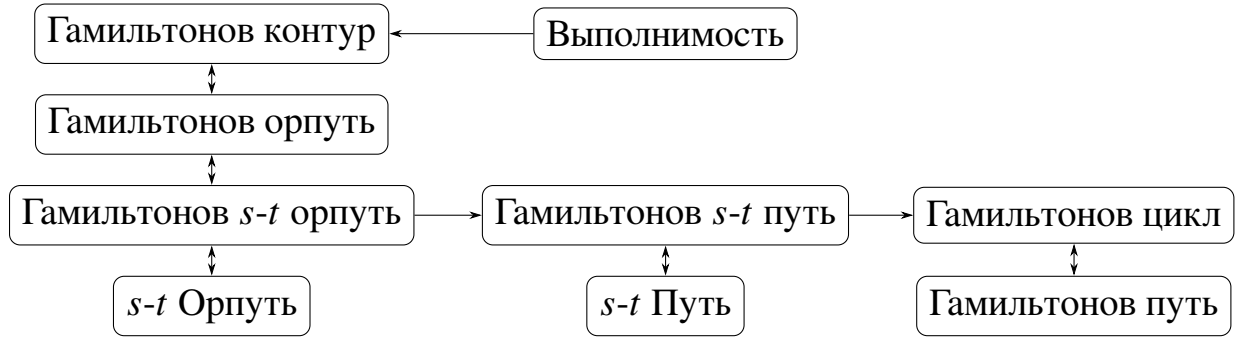 Гамильтонов контур
Выполнимость
Гамильтонов орпуть
Гамильтонов s-t орпуть
Гамильтонов s-t путь
Гамильтонов цикл
s-t Орпуть
s-t Путь
Гамильтонов путь